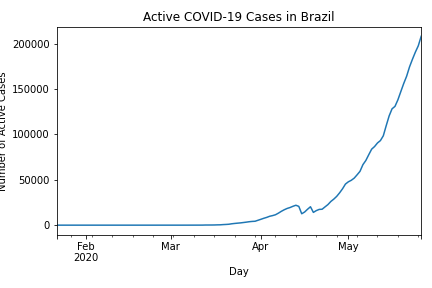 Active COVID-19 Cases in Brazil
200000
150000
100000
50000
0
Number of Active Cases
Feb
2020
Mar
Apr
May
Day